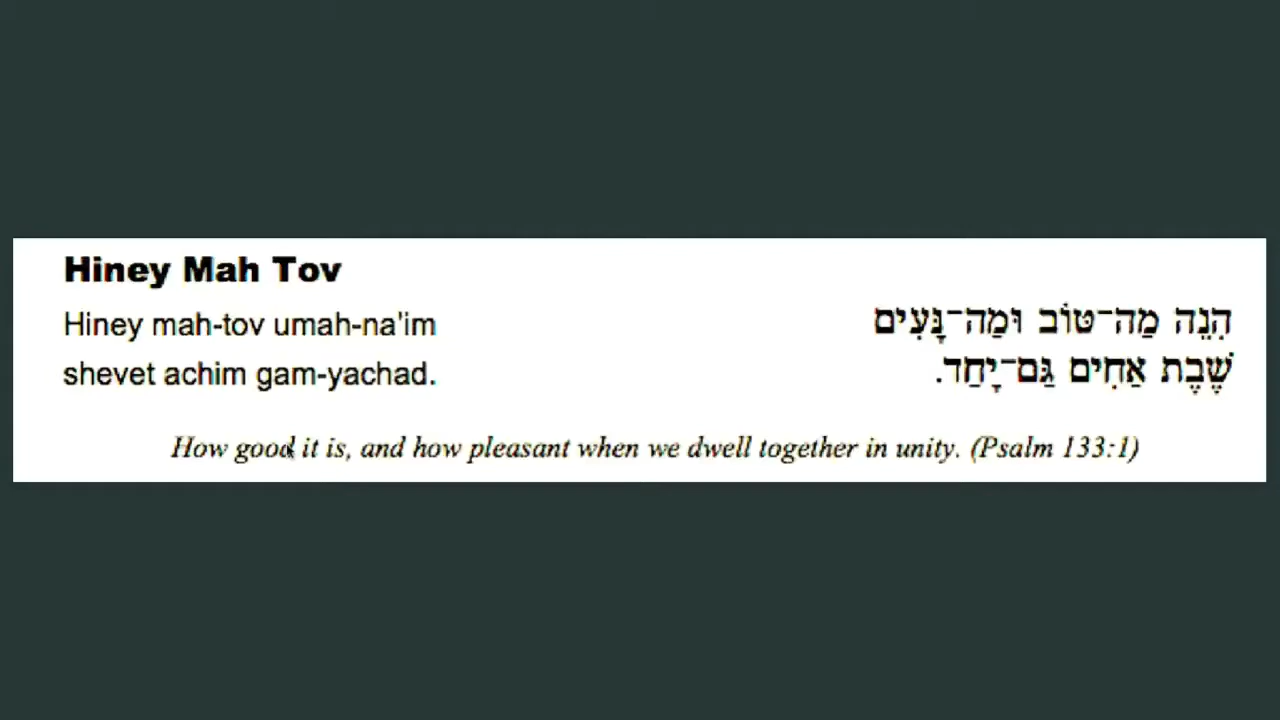 Hiney Mah Tov
Hiney mah-tov umah-na'im
shevet achim gam-yachad.
הִנֵּה מַה־טּוֹב וּמַה־נָּעִים
שֶׁבֶת אַחִים גַּם־יָחַד.
How good it is, and how pleasant when we dwell together in unity. (Psalm 133:1)